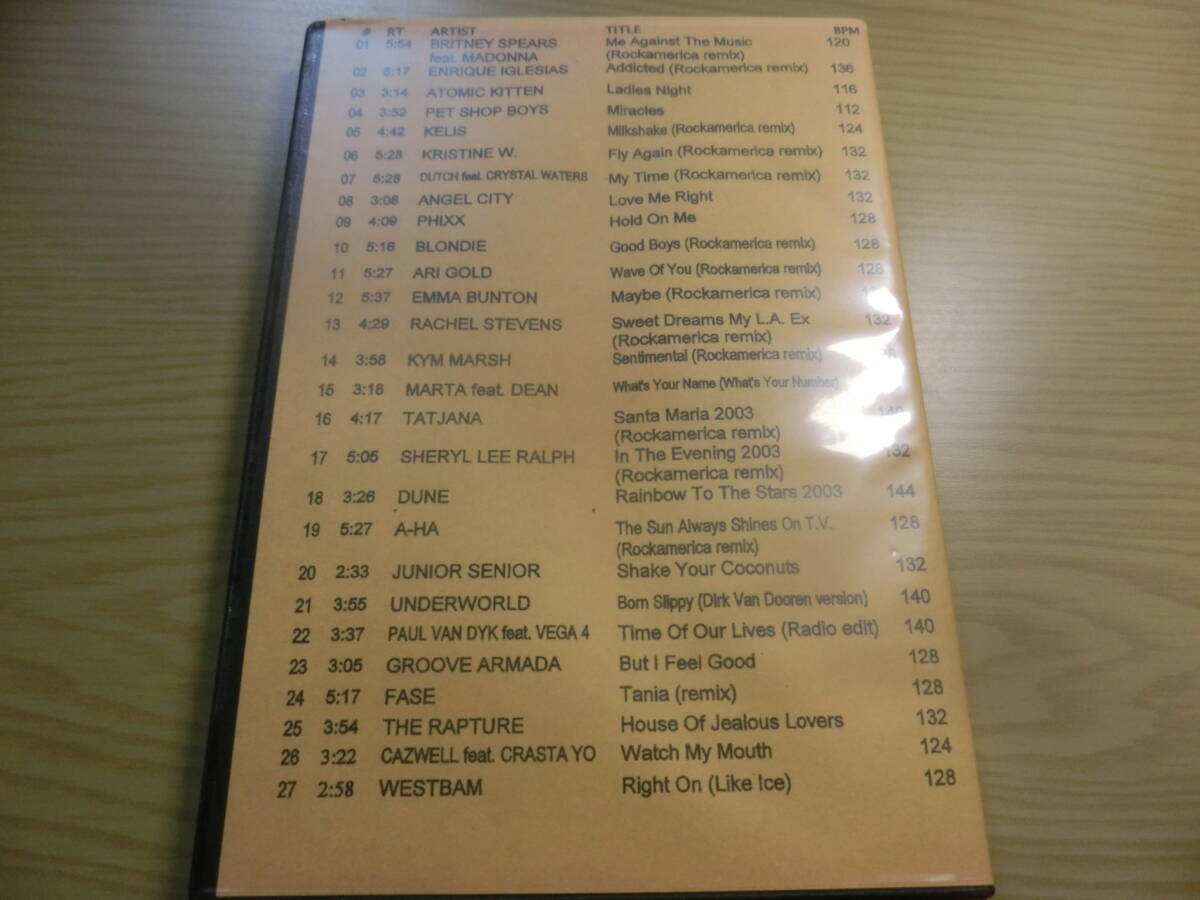 # RT ARTIST TITLE BPM
01 5:54 BRITNEY SPEARS Me Against The Music 120
feat. MADONNA (Rockamerica remix)
02 5:17 ENRIQUE IGLESIAS Addicted (Rockamerica remix) 136
03 3:14 ATOMIC KITTEN Ladies Night 116
04 3:52 PET SHOP BOYS Miracles 112
05 4:42 KELIS Milkshake (Rockamerica remix) 124
06 5:28 KRISTINE W. Fly Again (Rockamerica remix) 132
07 5:28 DUTCH feat. CRYSTAL WATERS My Time (Rockamerica remix) 132
08 3:08 ANGEL CITY Love Me Right 132
09 4:09 PHIXX Hold On Me 128
10 5:16 BLONDIE Good Boys (Rockamerica remix) 128
11 5:27 ARI GOLD Wave Of You (Rockamerica remix) 128
12 5:37 EMMA BUNTON Maybe (Rockamerica remix)
13 4:29 RACHEL STEVENS Sweet Dreams My L.A. Ex 132
(Rockamerica remix)
14 3:58 KYM MARSH Sentimental (Rockamerica remix)
15 3:18 MARTA feat. DEAN What's Your Name (What's Your Number)
16 4:17 TATJANA Santa Maria 2003 140
(Rockamerica remix)
17 5:05 SHERYL LEE RALPH In The Evening 2003 132
(Rockamerica remix)
18 3:26 DUNE Rainbow To The Stars 2003 144
19 5:27 A-HA The Sun Always Shines On T.V. 128
(Rockamerica remix)
20 2:33 JUNIOR SENIOR Shake Your Coconuts 132
21 3:55 UNDERWORLD Born Slippy (Dirk Van Dooren version) 140
22 3:37 PAUL VAN DYK feat. VEGA 4 Time Of Our Lives (Radio edit) 140
23 3:05 GROOVE ARMADA But I Feel Good 128
24 5:17 FASE Tania (remix) 128
25 3:54 THE RAPTURE House Of Jealous Lovers 132
26 3:22 CAZWELL feat. CRASTA YO Watch My Mouth 124
27 2:58 WESTBAM Right On (Like Ice) 128